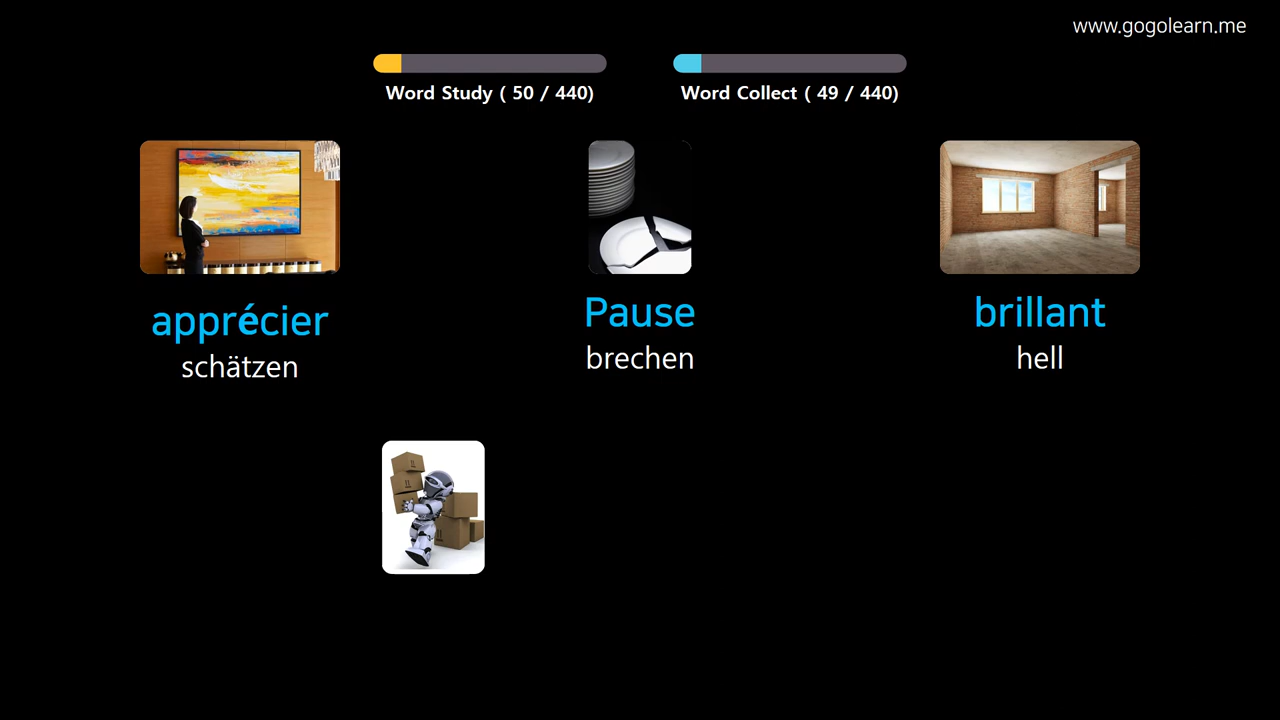 www.gogolearn.me
Word Study ( 50 / 440)
Word Collect ( 49 / 440)
apprécier
schätzen
Pause
brechen
brillant
hell